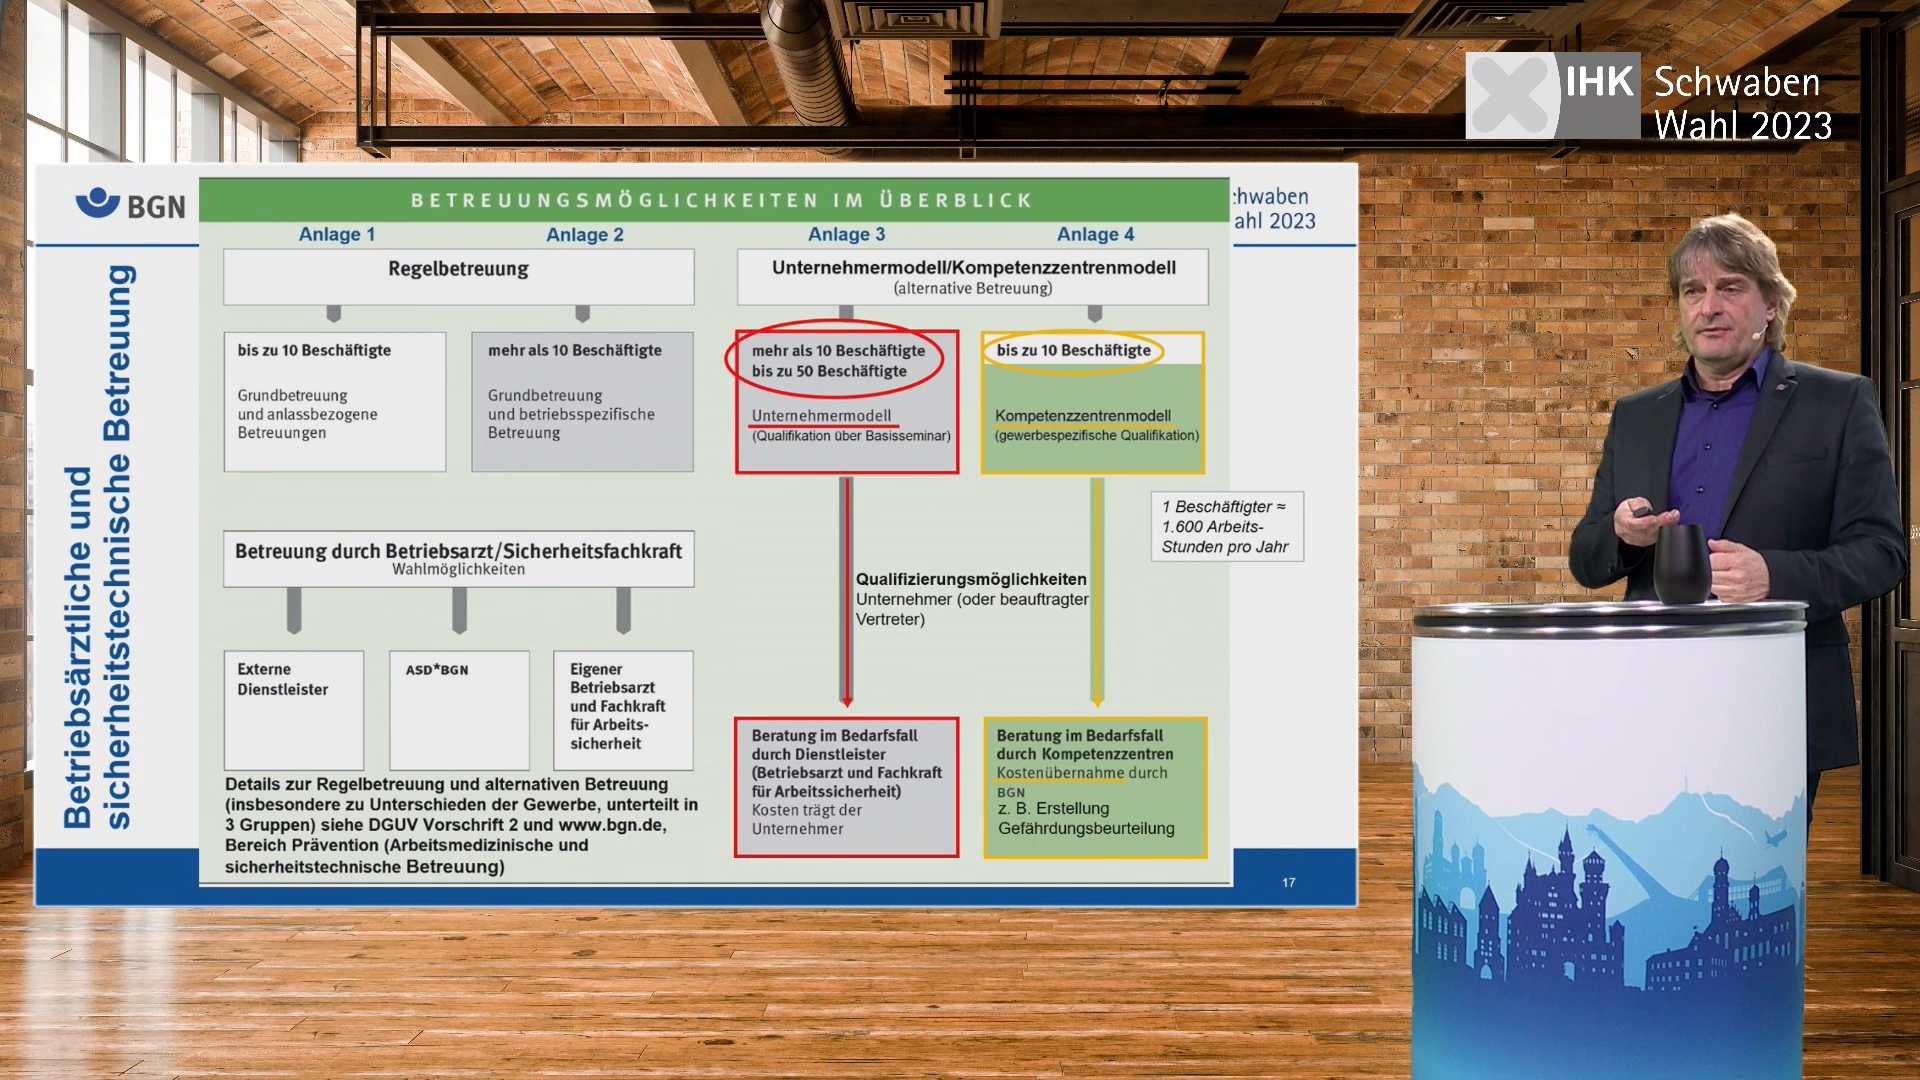 IHK Schwaben
Wahl 2023
BGN
Betriebsärztliche und
sicherheitstechnische Betreuung
BETREUUNGSMÖGLICHKEITEN IM ÜBERBLICK
hwaben
ahl 2023
Anlage 1
Anlage 2
Anlage 3
Anlage 4
Regelbetreuung
Unternehmermodell/Kompetenzzentrenmodell
(alternative Betreuung)
bis zu 10 Beschäftigte
Grundbetreuung
und anlassbezogene
Betreuungen
mehr als 10 Beschäftigte
Grundbetreuung
und betriebsspezifische
Betreuung
mehr als 10 Beschäftigte
bis zu 50 Beschäftigte
Unternehmermodell
(Qualifikation über Basisseminar)
bis zu 10 Beschäftigte
Kompetenzzentrenmodell
(gewerbespezifische Qualifikation)
1 Beschäftigter ≈
1.600 Arbeits-
Stunden pro Jahr
Betreuung durch Betriebsarzt/Sicherheitsfachkraft
Wahlmöglichkeiten
Qualifizierungsmöglichkeiten
Unternehmer (oder beauftragter
Vertreter)
Externe
Dienstleister
ASD*BGN
Eigener
Betriebsarzt
und Fachkraft
für Arbeits-
sicherheit
Beratung im Bedarfsfall
durch Dienstleister
(Betriebsarzt und Fachkraft
für Arbeitssicherheit)
Kosten trägt der
Unternehmer
Beratung im Bedarfsfall
durch Kompetenzzentren
Kostenübernahme durch
BGN
z. B. Erstellung
Gefährdungsbeurteilung
Details zur Regelbetreuung und alternativen Betreuung
(insbesondere zu Unterschieden der Gewerbe, unterteilt in
3 Gruppen) siehe DGUV Vorschrift 2 und www.bgn.de,
Bereich Prävention (Arbeitsmedizinische und
sicherheitstechnische Betreuung)
17